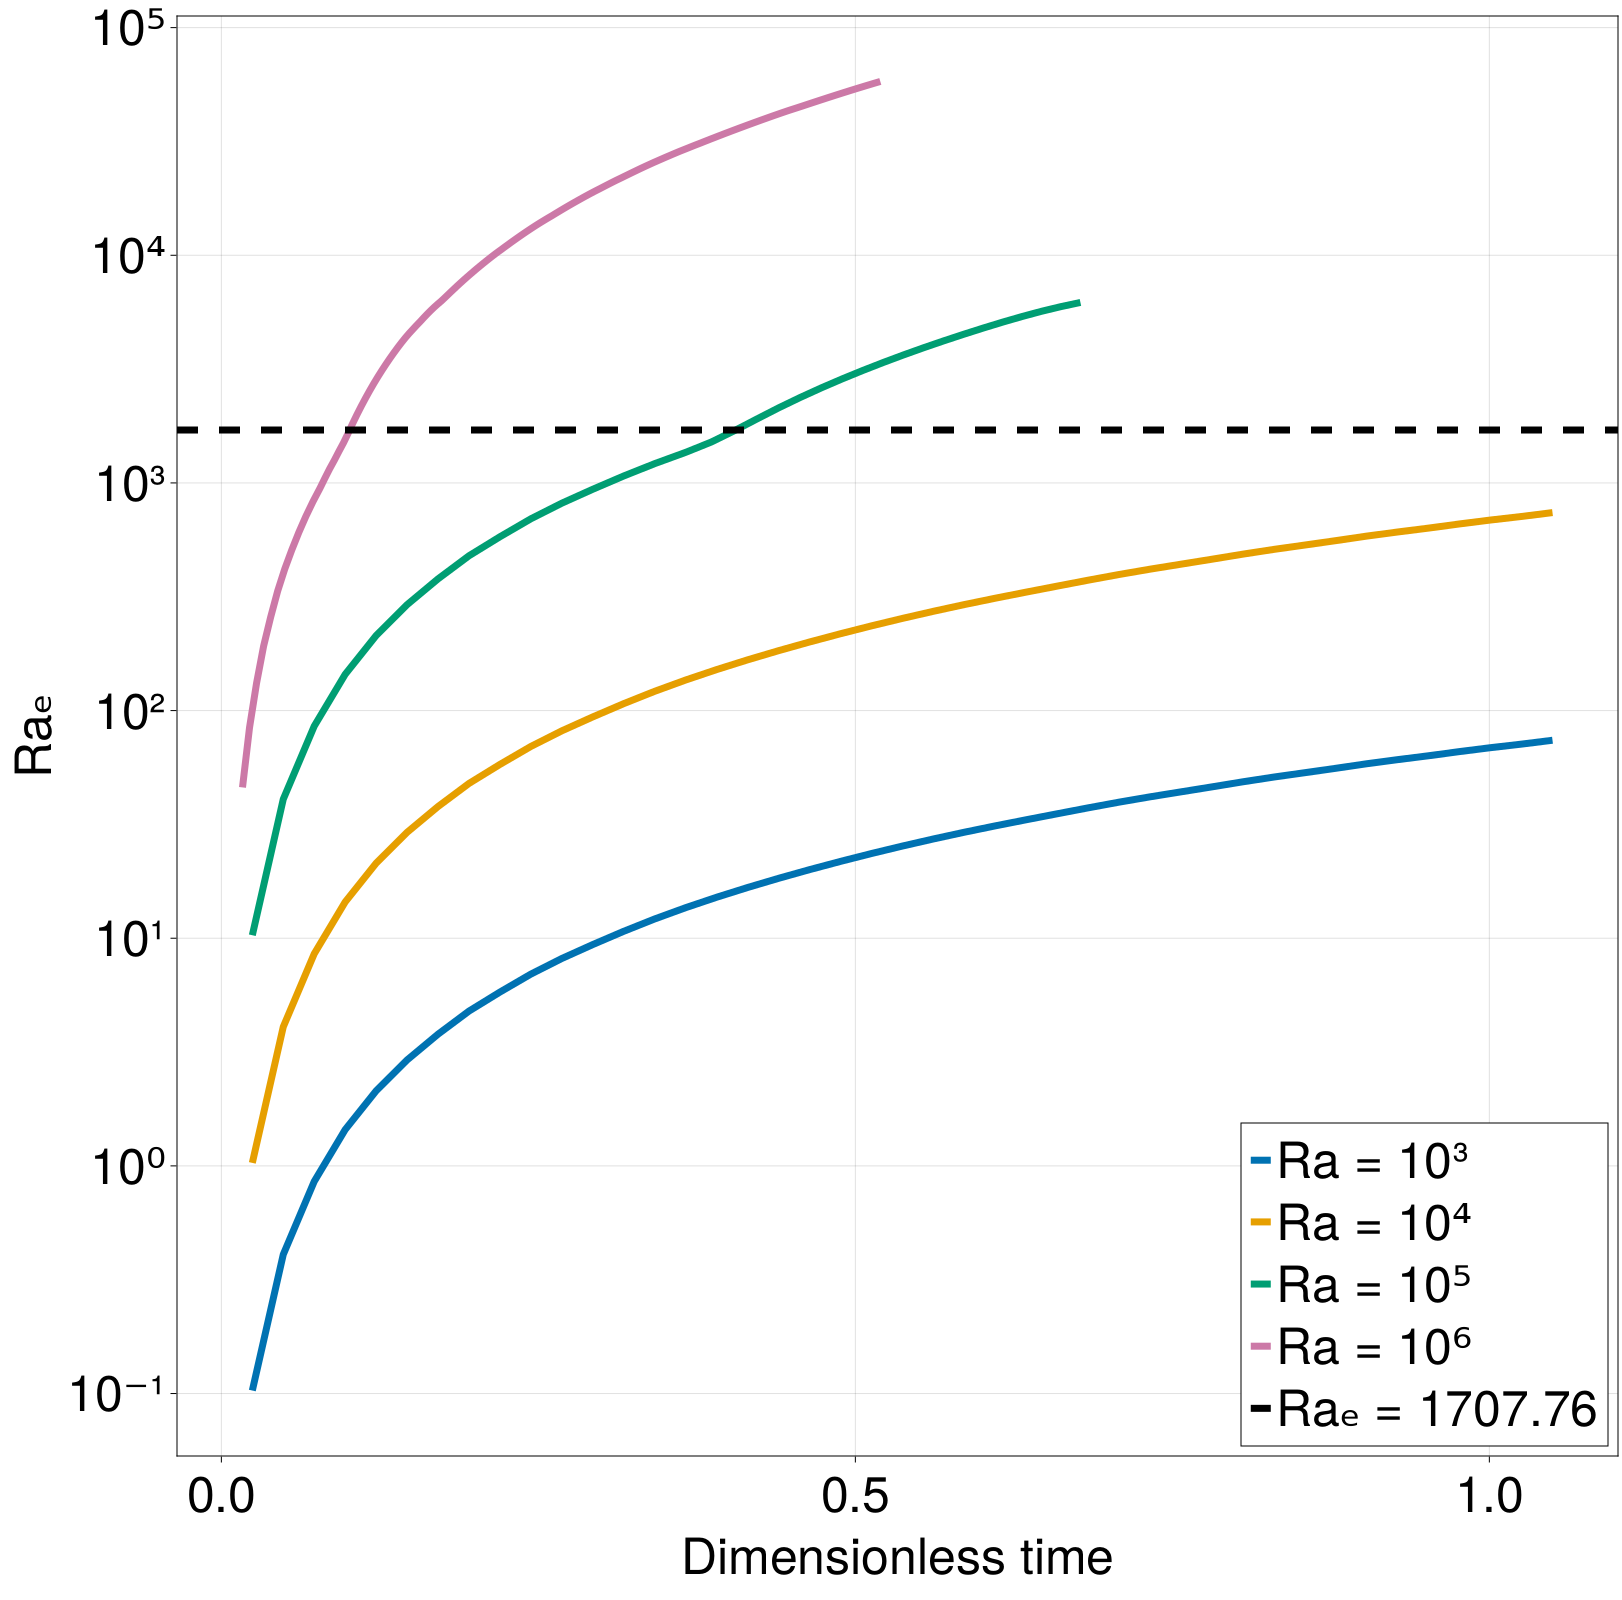 10⁵
10⁴
10³
10²
10¹
10⁰
10⁻¹
Raₑ
0.0 0.5 1.0
Dimensionless time
Ra = 10³
Ra = 10⁴
Ra = 10⁵
Ra = 10⁶
Raₑ = 1707.76